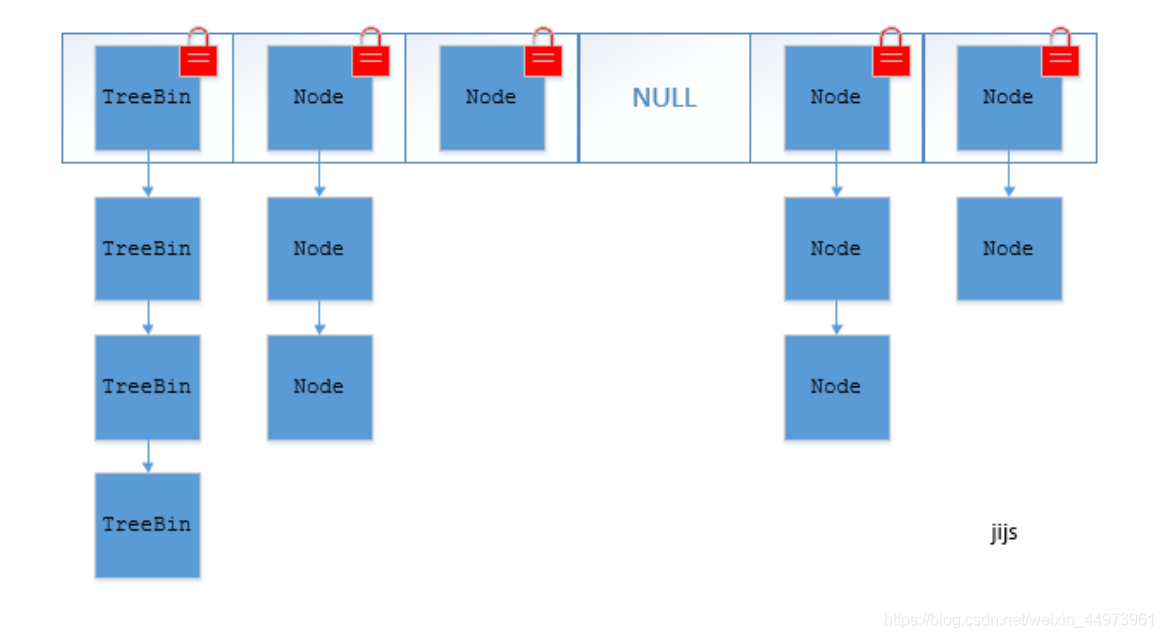 TreeBin Node Node NULL Node Node
TreeBin Node Node Node
TreeBin Node Node
TreeBin
jijs
https://blog.csdn.net/weixin_44973961